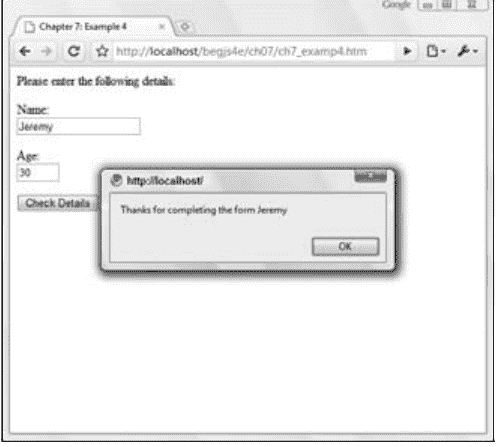 Google
Chapter 7: Example 4
http://localhost/begjs4e/ch07/ch7_examp4.htm
Please enter the following details:
Name:
Jeremy
Age:
30
http://localhost/
Thanks for completing the form Jeremy
Check Details
OK